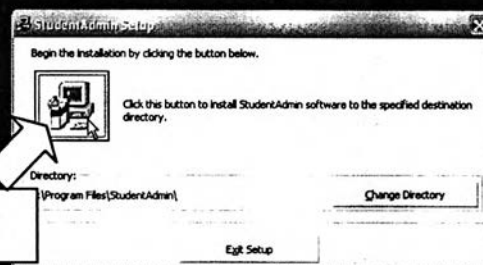 StudentAdmin Setup
Begin the installation by clicking the button below.
Click this button to install StudentAdmin software to the specified destination
directory.
Directory:
:\Program Files\StudentAdmin\
Change Directory
Exit Setup